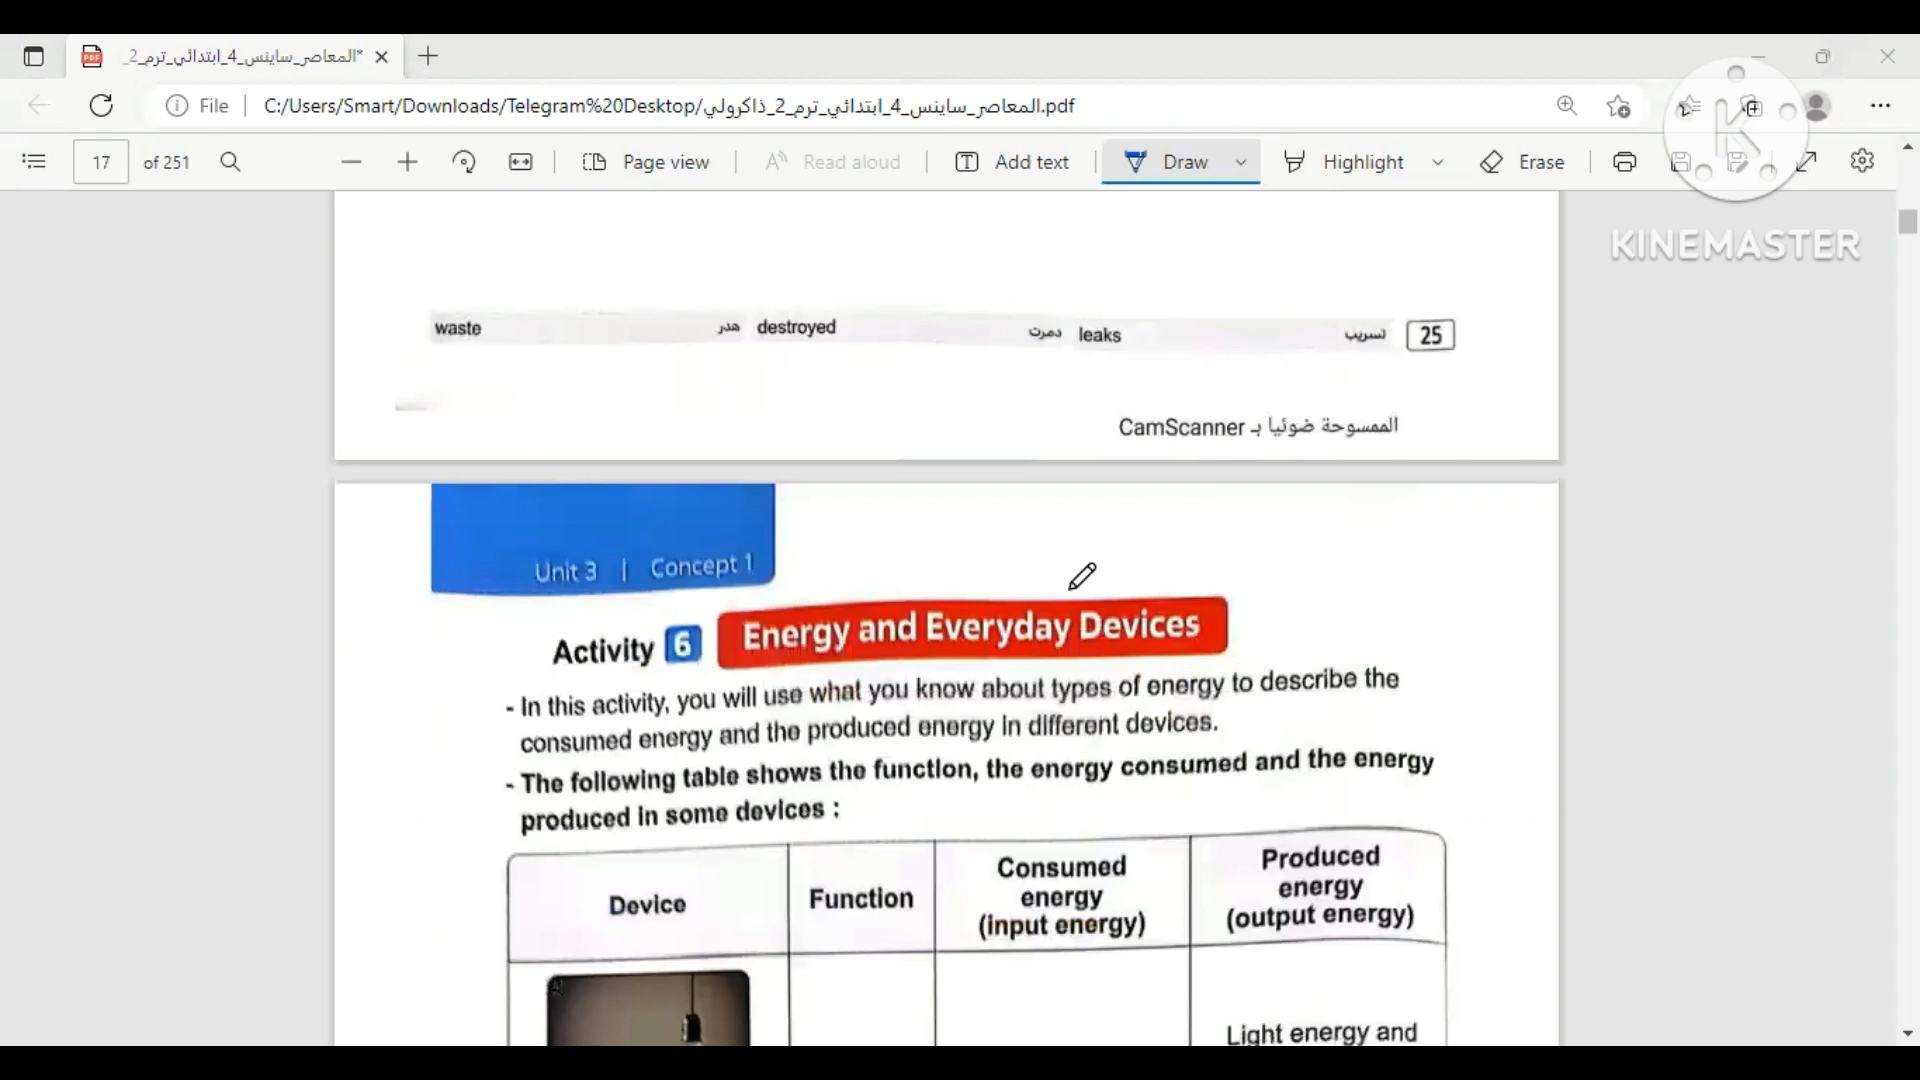 *المعاصر_ساينس_4_ابتدائي_ترم_2_
File
C:/Users/Smart/Downloads/Telegram%20Desktop/المعاصر_ساينس_4_ابتدائي_ترم_2_ذاكرولي.pdf
17 of 251 Page view Read aloud Add text Draw Highlight Erase
KINEMASTER
waste هدر destroyed دمرت leaks تسريب 25
الممسوحة ضوئيا بـ CamScanner
Unit 3 | Concept 1
Activity 6 Energy and Everyday Devices
- In this activity, you will use what you know about types of energy to describe the
consumed energy and the produced energy in different devices.
- The following table shows the function, the energy consumed and the energy
produced in some devices :
Device
Function
Consumed
energy
(input energy)
Produced
energy
(output energy)
Light energy and